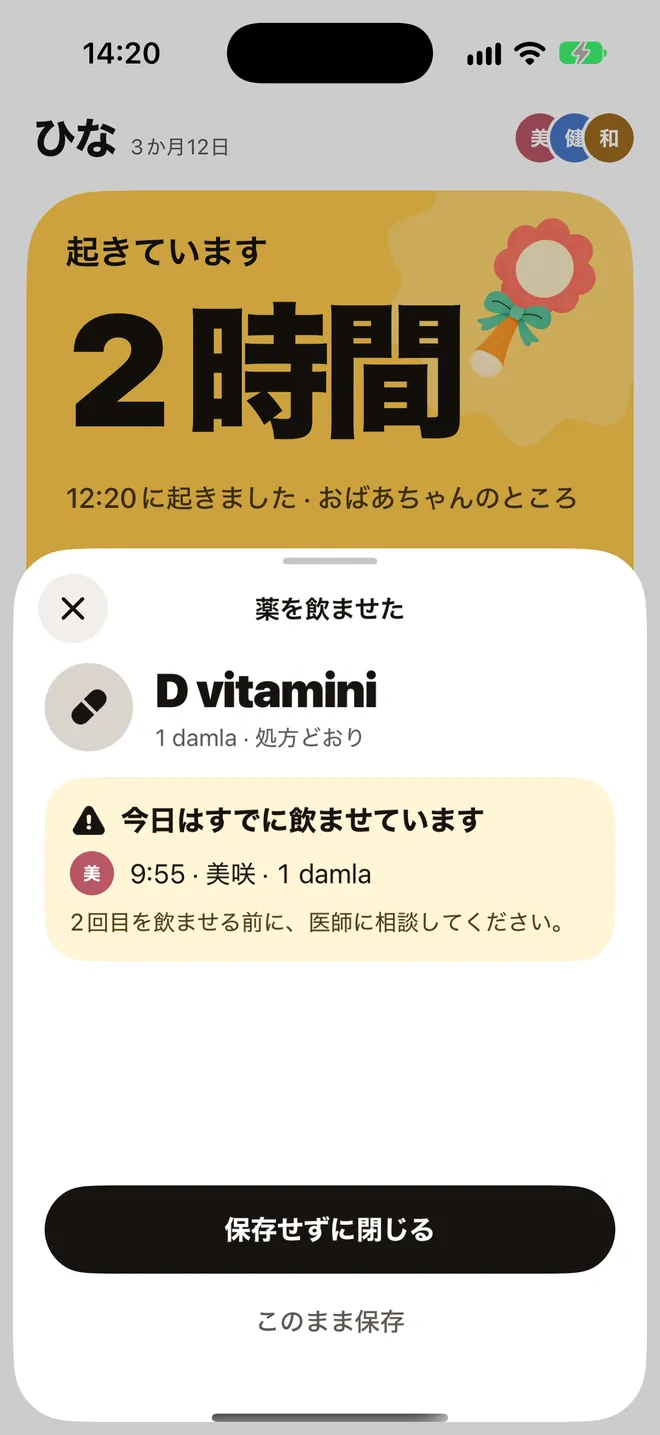 14:20
ひな 3か月12日
美 健 和
起きています
2時間
12:20に起きました · おばあちゃんのところ
薬を飲ませた
D vitamini
1 damla · 処方どおり
今日はすでに飲ませています
美 9:55 · 美咲 · 1 damla
2回目を飲ませる前に、医師に相談してください。
保存せずに閉じる
このまま保存